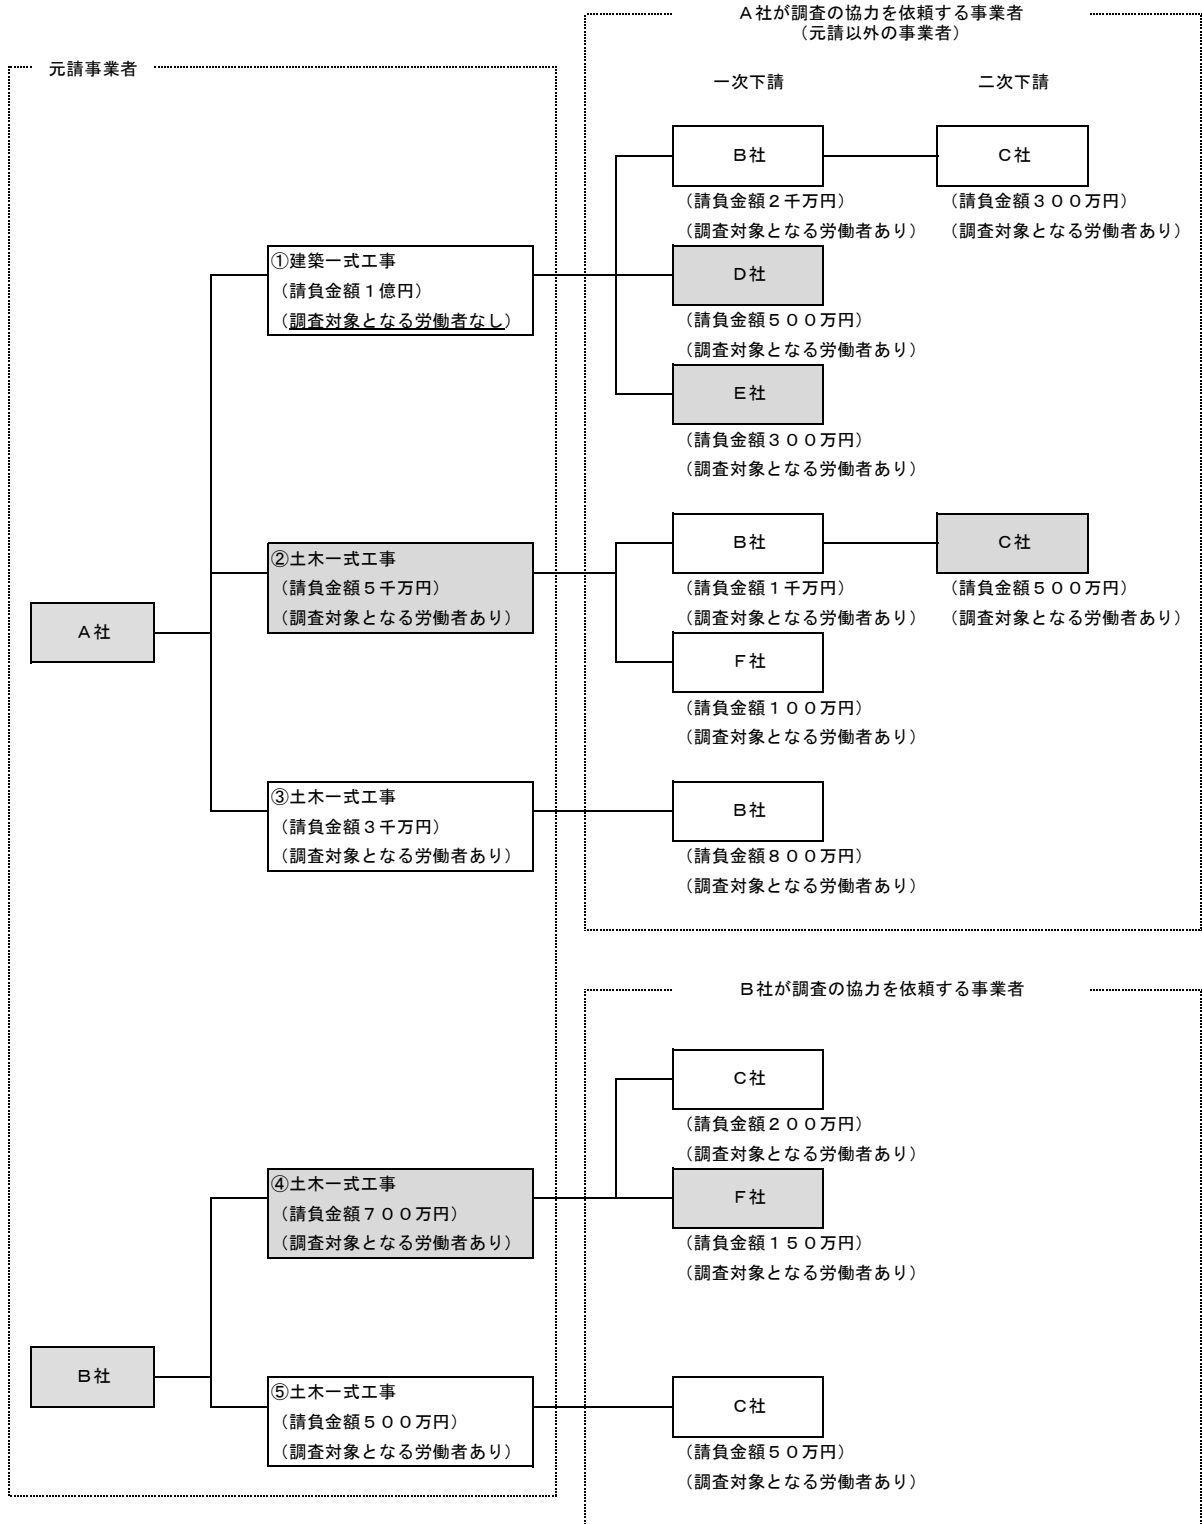 A社が調査の協力を依頼する事業者
（元請以外の事業者）
元請事業者
一次下請
二次下請
B社
C社
（請負金額２千万円）
（請負金額３００万円）
（調査対象となる労働者あり）
（調査対象となる労働者あり）
①建築一式工事
（請負金額１億円）
（調査対象となる労働者なし）
D社
（請負金額５００万円）
（調査対象となる労働者あり）
E社
（請負金額３００万円）
（調査対象となる労働者あり）
A社
②土木一式工事
（請負金額５千万円）
（調査対象となる労働者あり）
B社
C社
（請負金額１千万円）
（請負金額５００万円）
（調査対象となる労働者あり）
（調査対象となる労働者あり）
F社
（請負金額１００万円）
（調査対象となる労働者あり）
③土木一式工事
（請負金額３千万円）
（調査対象となる労働者あり）
B社
（請負金額８００万円）
（調査対象となる労働者あり）
B社が調査の協力を依頼する事業者
C社
（請負金額２００万円）
（調査対象となる労働者あり）
④土木一式工事
（請負金額７００万円）
（調査対象となる労働者あり）
F社
（請負金額１５０万円）
（調査対象となる労働者あり）
B社
⑤土木一式工事
（請負金額５００万円）
（調査対象となる労働者あり）
C社
（請負金額５０万円）
（調査対象となる労働者あり）